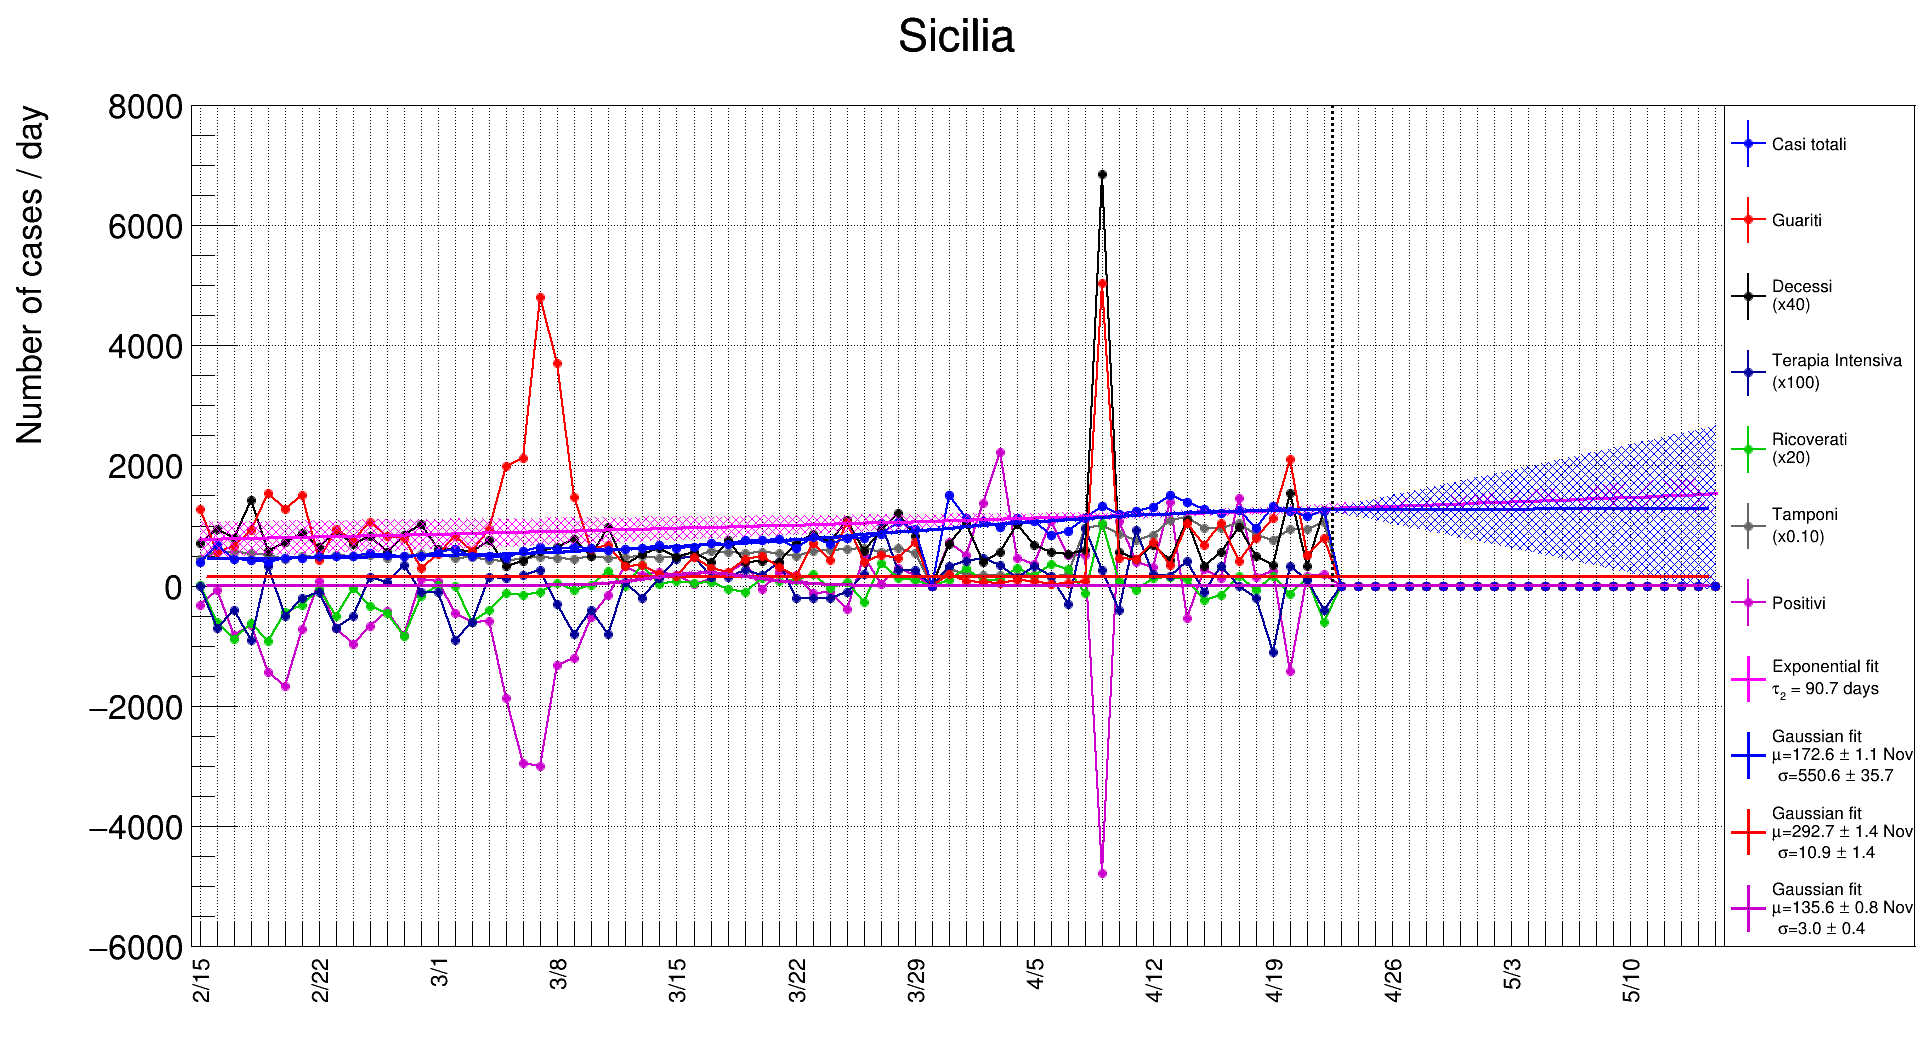 Sicilia
Number of cases / day
8000
6000
4000
2000
0
−2000
−4000
−6000
2/15
2/22
3/1
3/8
3/15
3/22
3/29
4/5
4/12
4/19
4/26
5/3
5/10
Casi totali
Guariti
Decessi
(x40)
Terapia Intensiva
(x100)
Ricoverati
(x20)
Tamponi
(x0.10)
Positivi
Exponential fit
τ₂ = 90.7 days
Gaussian fit
μ=172.6 ± 1.1 Nov
σ=550.6 ± 35.7
Gaussian fit
μ=292.7 ± 1.4 Nov
σ=10.9 ± 1.4
Gaussian fit
μ=135.6 ± 0.8 Nov
σ=3.0 ± 0.4